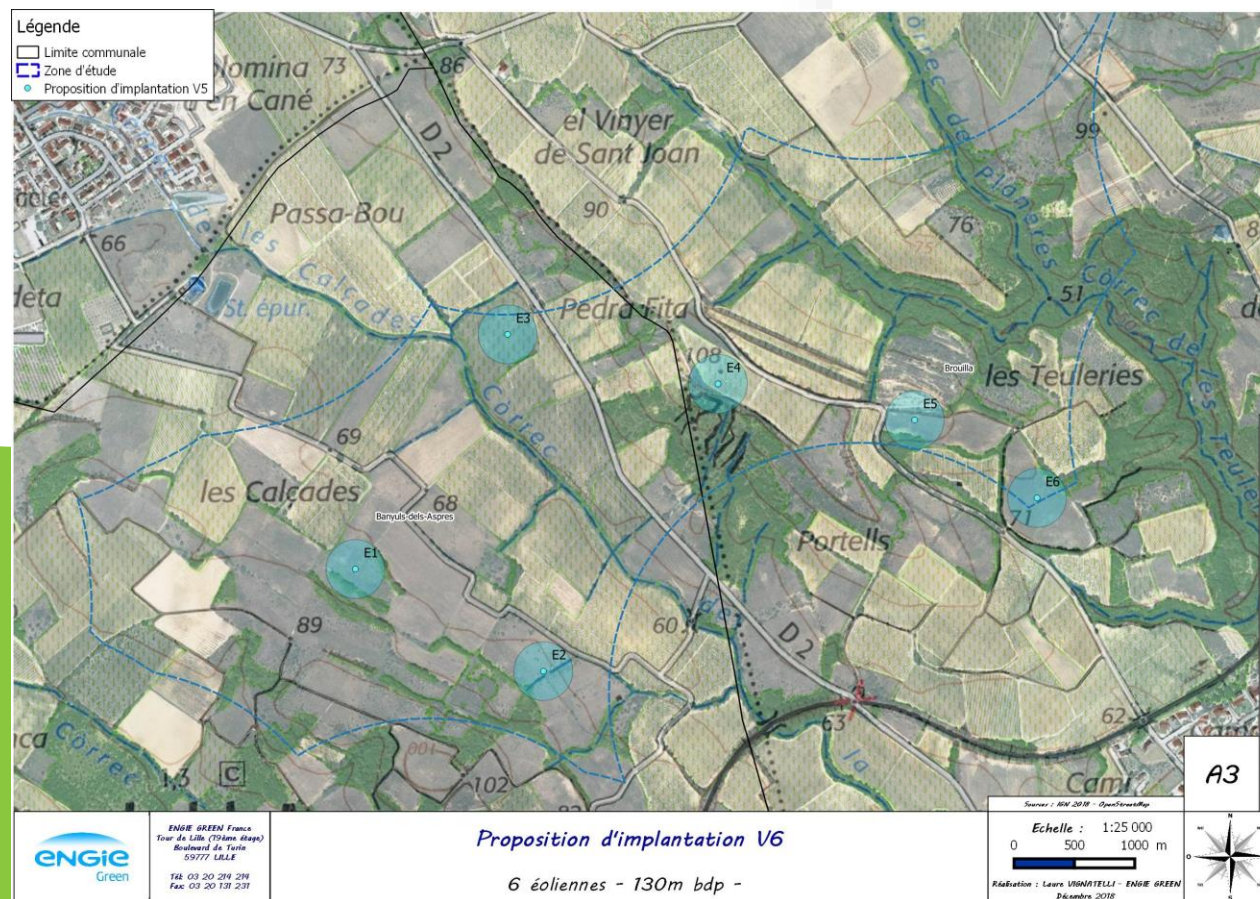 Légende
Limite communale
Zone d'étude
Proposition d'implantation V5
73
86
d'en Cané
D2
el Vinyer
de Sant Joan
99
Còrrec de
Planères
Passa-Bou
90
76
75
66
de les Calcades
51
Còrrec de les Teuleries
St. épur.
E3
Pedra Fita
108
E4
Brouilla
les Teuleries
E5
Còrrec
69
les Calcades
68
Banyuls-dels-Aspres
E6
71
Portells
E1
89
60
de
D2
E2
63
la
62
Còrrec
C
102
Cami
A3
ENGIE
Green
ENGIE GREEN France
Tour de Lille (19ème étage)
Boulevard de Turin
59777 LILLE
Tél: 03 20 214 214
Fax: 03 20 131 231
Proposition d'implantation V6
6 éoliennes - 130m bdp -
Sources : IGN 2018 - OpenStreetMap
Echelle : 1:25 000
0 500 1000 m
Réalisation : Laure VIGNATELLI - ENGIE GREEN
Décembre 2018
N
S